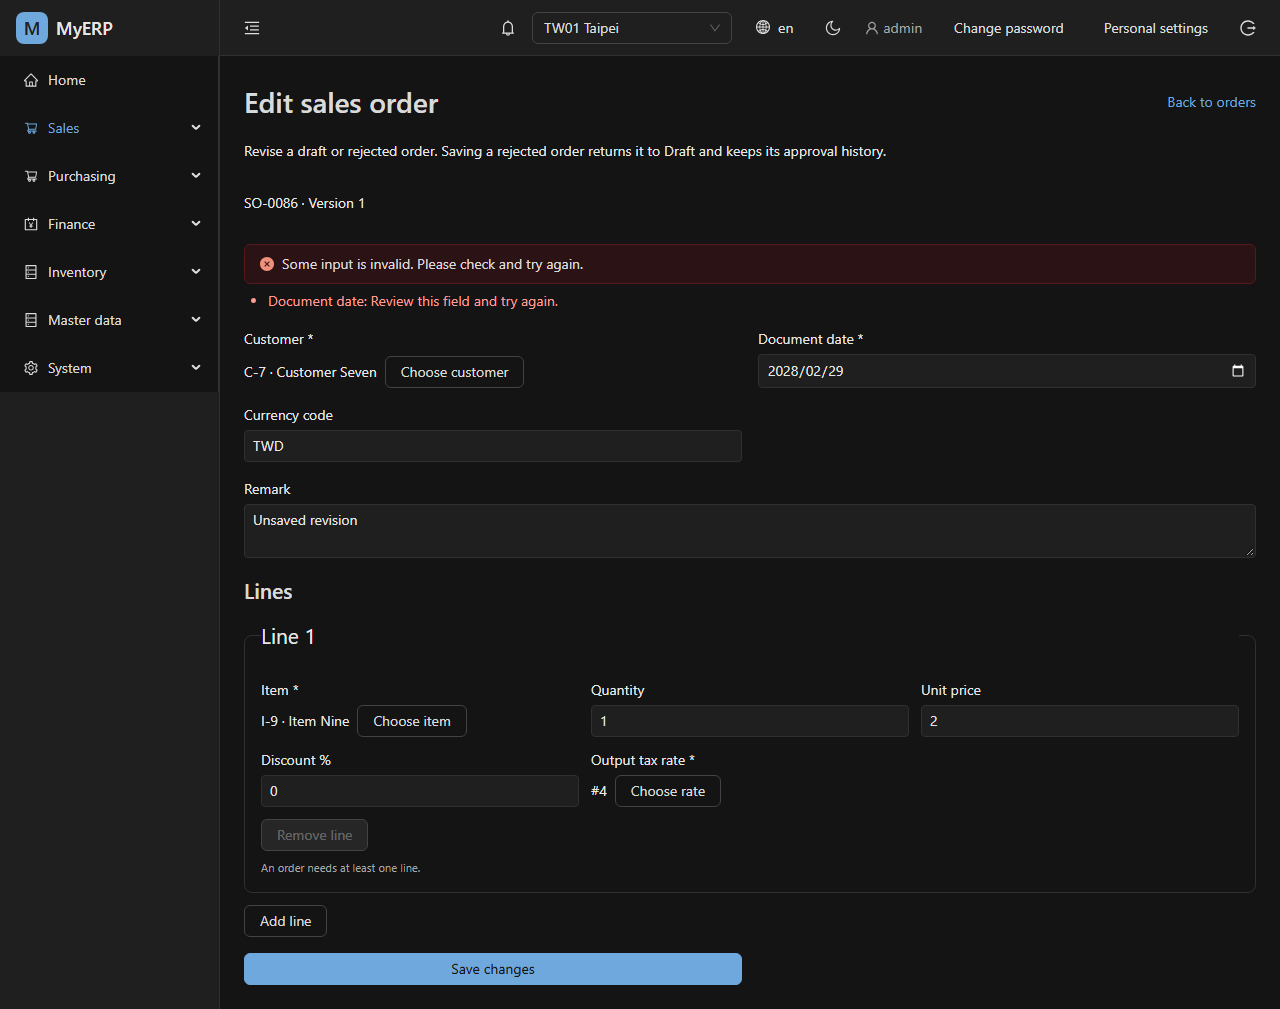 M MyERP
TW01 Taipei
en
admin
Change password
Personal settings
Home
Sales
Purchasing
Finance
Inventory
Master data
System
Edit sales order
Back to orders
Revise a draft or rejected order. Saving a rejected order returns it to Draft and keeps its approval history.
SO-0086 · Version 1
Some input is invalid. Please check and try again.
• Document date: Review this field and try again.
Customer *
C-7 · Customer Seven
Choose customer
Document date *
2028/02/29
Currency code
TWD
Remark
Unsaved revision
Lines
Line 1
Item *
I-9 · Item Nine
Choose item
Quantity
1
Unit price
2
Discount %
0
Output tax rate *
#4
Choose rate
Remove line
An order needs at least one line.
Add line
Save changes